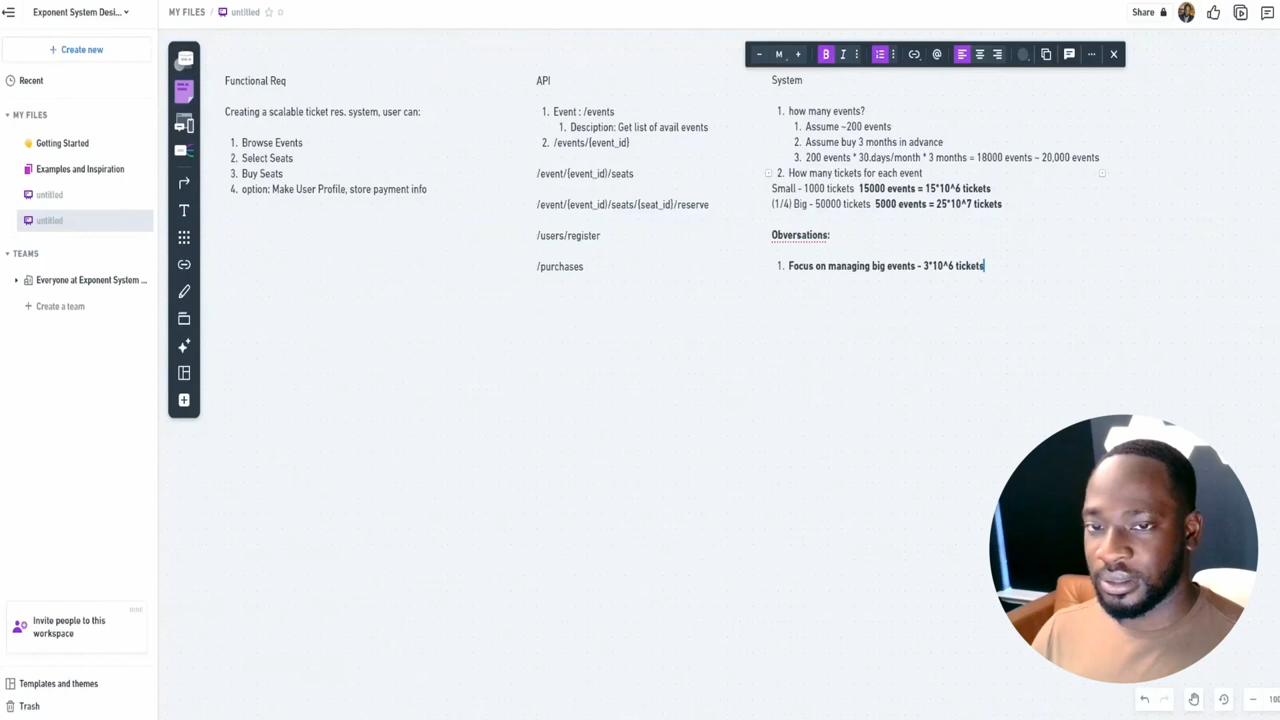 Exponent System Desi...
MY FILES / untitled
Share
+ Create new
Recent
MY FILES
Getting Started
Examples and Inspiration
untitled
untitled
TEAMS
Everyone at Exponent System ...
+ Create a team
HIDE
Invite people to this
workspace
Templates and themes
Trash
Functional Req
Creating a scalable ticket res. system, user can:
1. Browse Events
2. Select Seats
3. Buy Seats
4. option: Make User Profile, store payment info
API
1. Event : /events
1. Desciption: Get list of avail events
2. /events/{event_id}
/event/{event_id}/seats
/event/{event_id}/seats/{seat_id}/reserve
/users/register
/purchases
− M + B I
System
1. how many events?
1. Assume ~200 events
2. Assume buy 3 months in advance
3. 200 events * 30.days/month * 3 months = 18000 events ~ 20,000 events
2. How many tickets for each event
Small - 1000 tickets 15000 events = 15*10^6 tickets
(1/4) Big - 50000 tickets 5000 events = 25*10^7 tickets
Obversations:
1. Focus on managing big events - 3*10^6 tickets
− 100